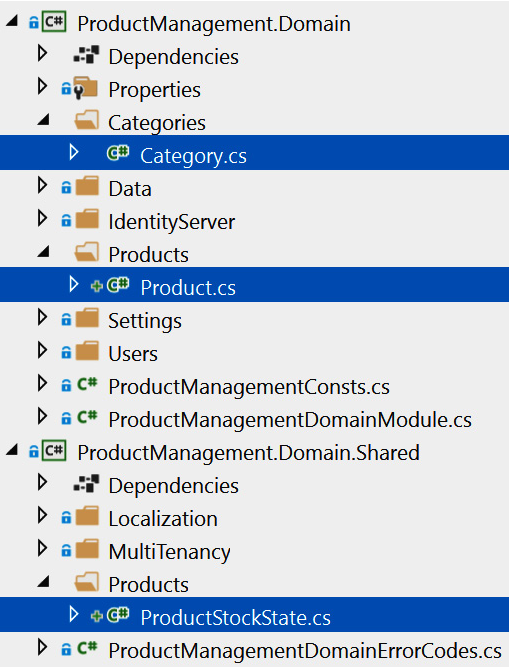 C# ProductManagement.Domain
Dependencies
Properties
Categories
C# Category.cs
Data
IdentityServer
Products
C# Product.cs
Settings
Users
C# ProductManagementConsts.cs
C# ProductManagementDomainModule.cs
C# ProductManagement.Domain.Shared
Dependencies
Localization
MultiTenancy
Products
C# ProductStockState.cs
C# ProductManagementDomainErrorCodes.cs